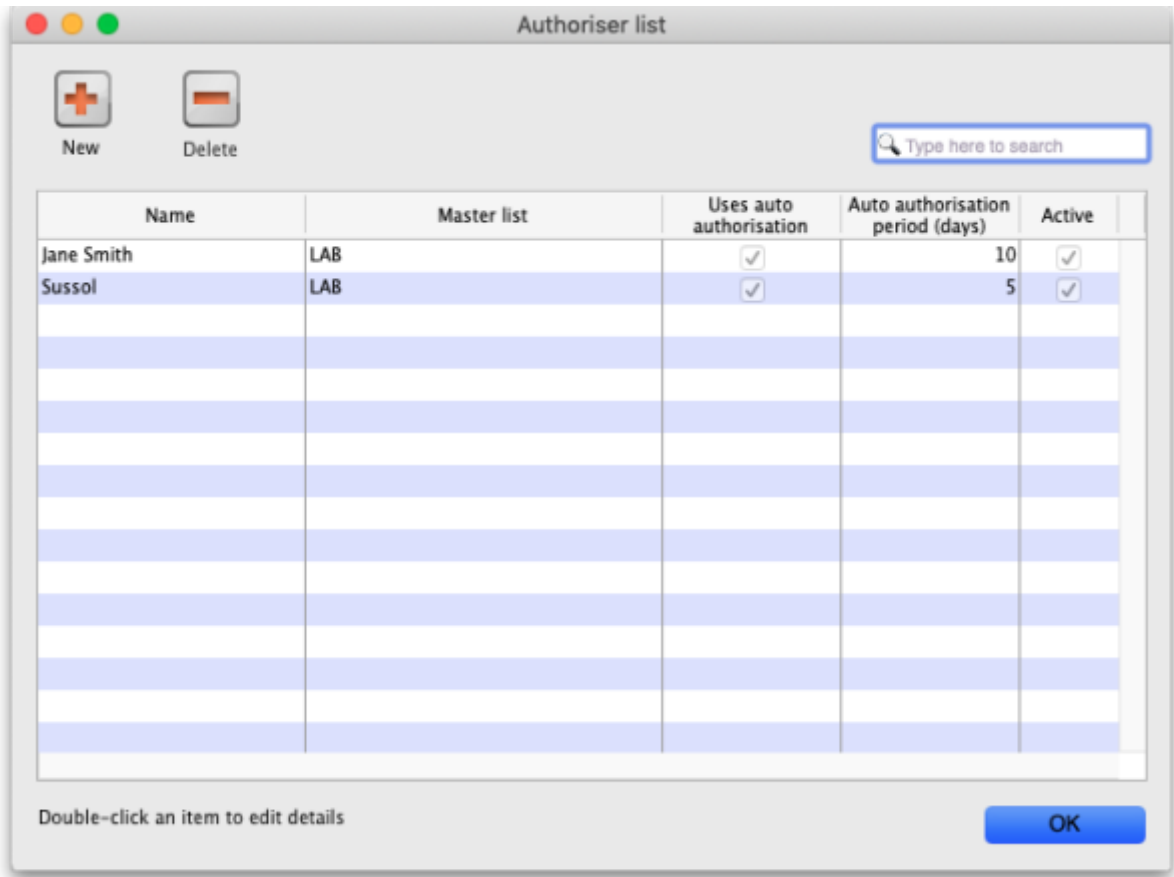 Authoriser list
New Delete
Type here to search
Name Master list Uses auto authorisation Auto authorisation period (days) Active
Jane Smith LAB 10
Sussol LAB 5
Double-click an item to edit details
OK